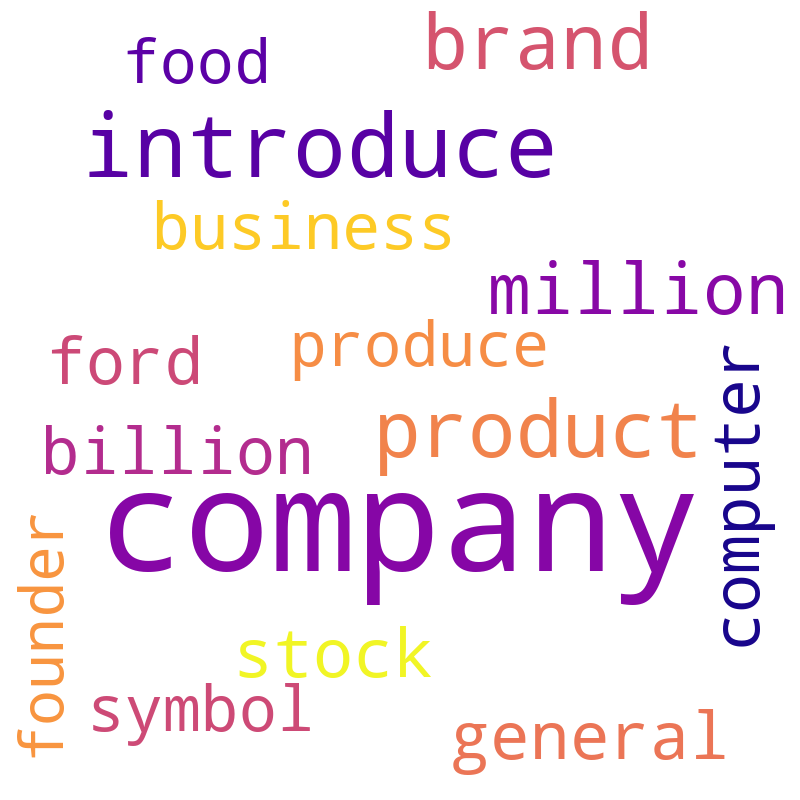 brand
food
introduce
business
million
produce
ford
product
billion
computer
company
founder
stock
symbol
general